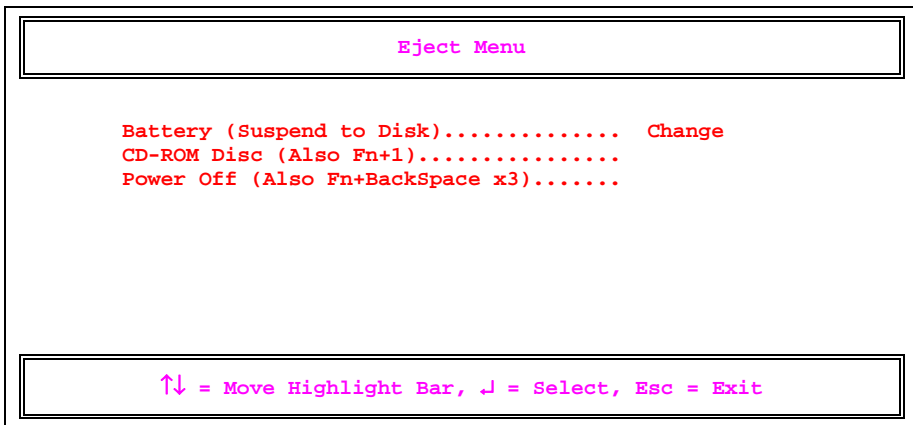 Eject Menu
Battery (Suspend to Disk).............. Change
CD-ROM Disc (Also Fn+1)................
Power Off (Also Fn+BackSpace x3).......
↑↓ = Move Highlight Bar, ↵ = Select, Esc = Exit